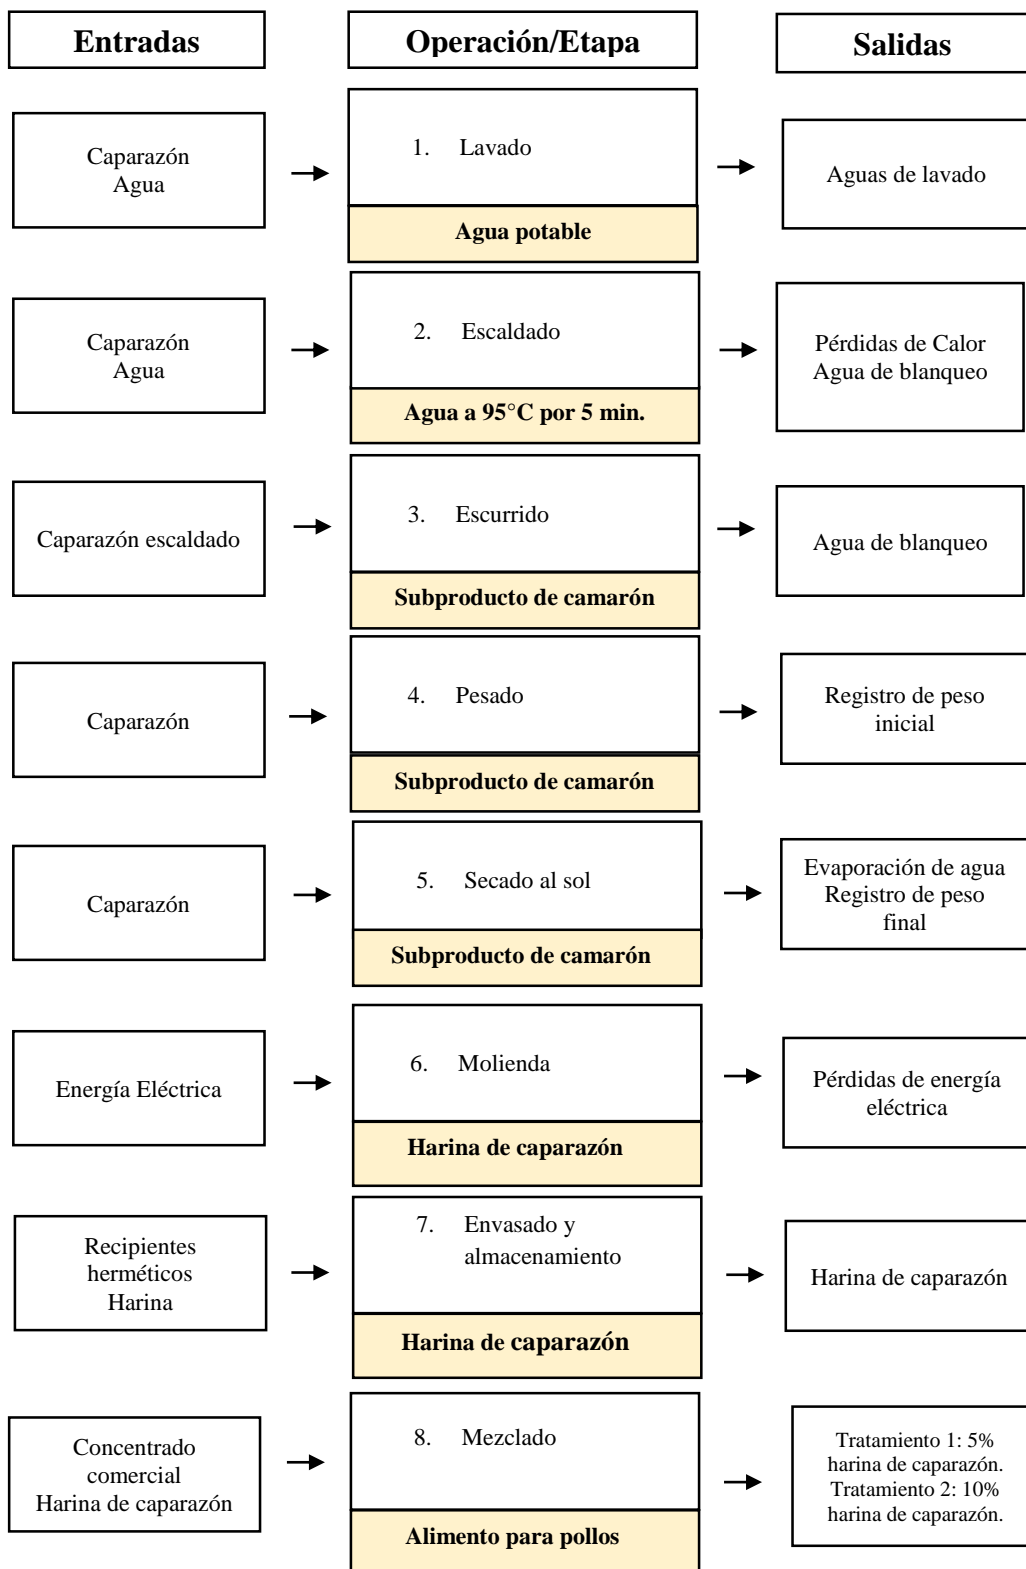 Entradas
Operación/Etapa
Salidas
Caparazón
Agua
1. Lavado
Agua potable
Aguas de lavado
Caparazón
Agua
2. Escaldado
Agua a 95°C por 5 min.
Pérdidas de Calor
Agua de blanqueo
Caparazón escaldado
3. Escurrido
Subproducto de camarón
Agua de blanqueo
Caparazón
4. Pesado
Subproducto de camarón
Registro de peso
inicial
Caparazón
5. Secado al sol
Subproducto de camarón
Evaporación de agua
Registro de peso
final
Energía Eléctrica
6. Molienda
Harina de caparazón
Pérdidas de energía
eléctrica
Recipientes
herméticos
Harina
7. Envasado y
almacenamiento
Harina de caparazón
Harina de caparazón
Concentrado
comercial
Harina de caparazón
8. Mezclado
Alimento para pollos
Tratamiento 1: 5%
harina de caparazón.
Tratamiento 2: 10%
harina de caparazón.